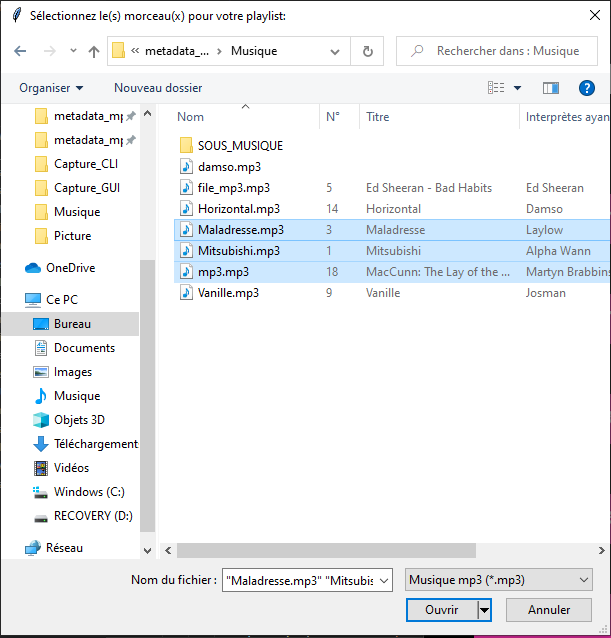 Sélectionnez le(s) morceau(x) pour votre playlist:
« metadata_... › Musique
Rechercher dans : Musique
Organiser
Nouveau dossier
?
metadata_mp
metadata_mp
Capture_CLI
Capture_GUI
Musique
Picture
OneDrive
Ce PC
Bureau
Documents
Images
Musique
Objets 3D
Téléchargement
Vidéos
Windows (C:)
RECOVERY (D:)
Réseau
Nom N° Titre Interprètes ayan
SOUS_MUSIQUE
damso.mp3
file_mp3.mp3 5 Ed Sheeran - Bad Habits Ed Sheeran
Horizontal.mp3 14 Horizontal Damso
Maladresse.mp3 3 Maladresse Laylow
Mitsubishi.mp3 1 Mitsubishi Alpha Wann
mp3.mp3 18 MacCunn: The Lay of the ... Martyn Brabbins
Vanille.mp3 9 Vanille Josman
Nom du fichier : "Maladresse.mp3" "Mitsubis Musique mp3 (*.mp3)
Ouvrir Annuler